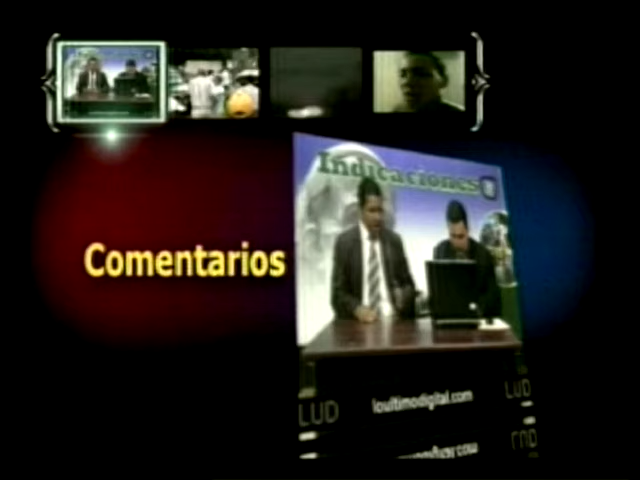 Indicaciones
Comentarios
LUD
loultimodigital.com
LUD